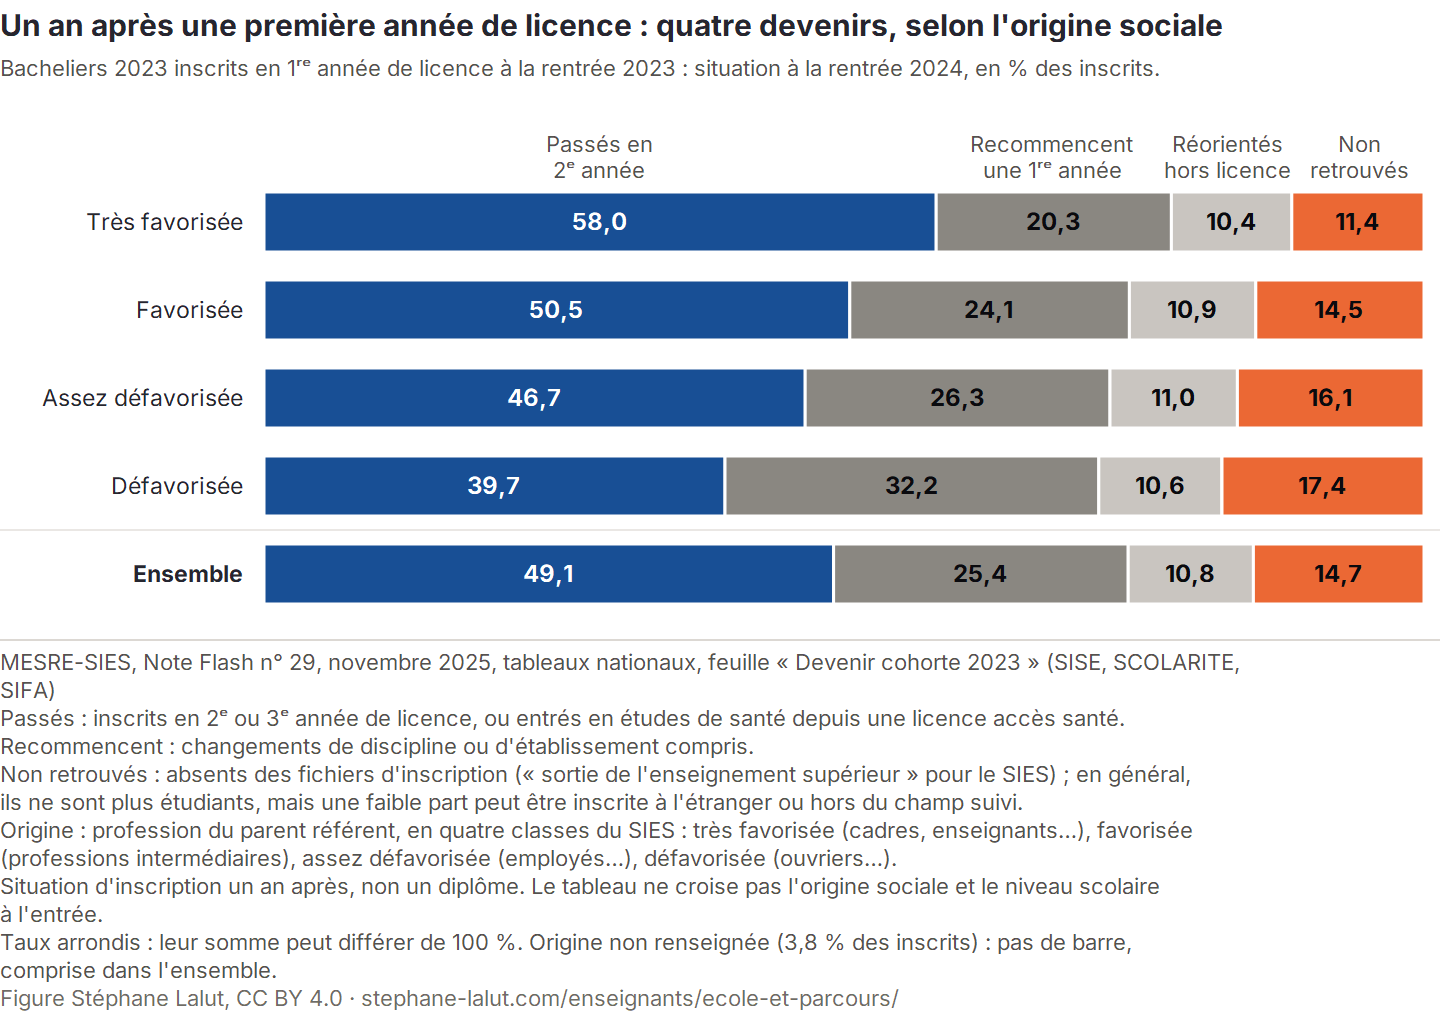 Un an après une première année de licence : quatre devenirs, selon l'origine sociale
Bacheliers 2023 inscrits en 1ʳᵉ année de licence à la rentrée 2023 : situation à la rentrée 2024, en % des inscrits.
Passés en
2ᵉ année
Recommencent
une 1ʳᵉ année
Réorientés
hors licence
Non
retrouvés
Très favorisée 58,0 20,3 10,4 11,4
Favorisée 50,5 24,1 10,9 14,5
Assez défavorisée 46,7 26,3 11,0 16,1
Défavorisée 39,7 32,2 10,6 17,4
Ensemble 49,1 25,4 10,8 14,7
MESRE-SIES, Note Flash n° 29, novembre 2025, tableaux nationaux, feuille « Devenir cohorte 2023 » (SISE, SCOLARITE,
SIFA)
Passés : inscrits en 2ᵉ ou 3ᵉ année de licence, ou entrés en études de santé depuis une licence accès santé.
Recommencent : changements de discipline ou d'établissement compris.
Non retrouvés : absents des fichiers d'inscription (« sortie de l'enseignement supérieur » pour le SIES) ; en général,
ils ne sont plus étudiants, mais une faible part peut être inscrite à l'étranger ou hors du champ suivi.
Origine : profession du parent référent, en quatre classes du SIES : très favorisée (cadres, enseignants…), favorisée
(professions intermédiaires), assez défavorisée (employés…), défavorisée (ouvriers…).
Situation d'inscription un an après, non un diplôme. Le tableau ne croise pas l'origine sociale et le niveau scolaire
à l'entrée.
Taux arrondis : leur somme peut différer de 100 %. Origine non renseignée (3,8 % des inscrits) : pas de barre,
comprise dans l'ensemble.
Figure Stéphane Lalut, CC BY 4.0 · stephane-lalut.com/enseignants/ecole-et-parcours/